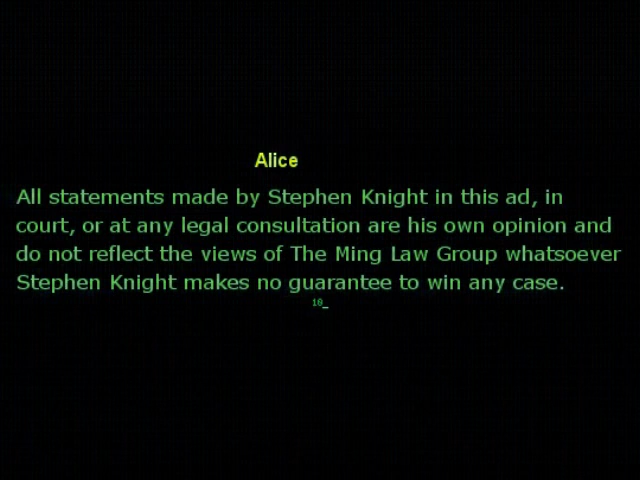 Alice
All statements made by Stephen Knight in this ad, in
court, or at any legal consultation are his own opinion and
do not reflect the views of The Ming Law Group whatsoever
Stephen Knight makes no guarantee to win any case.
10_